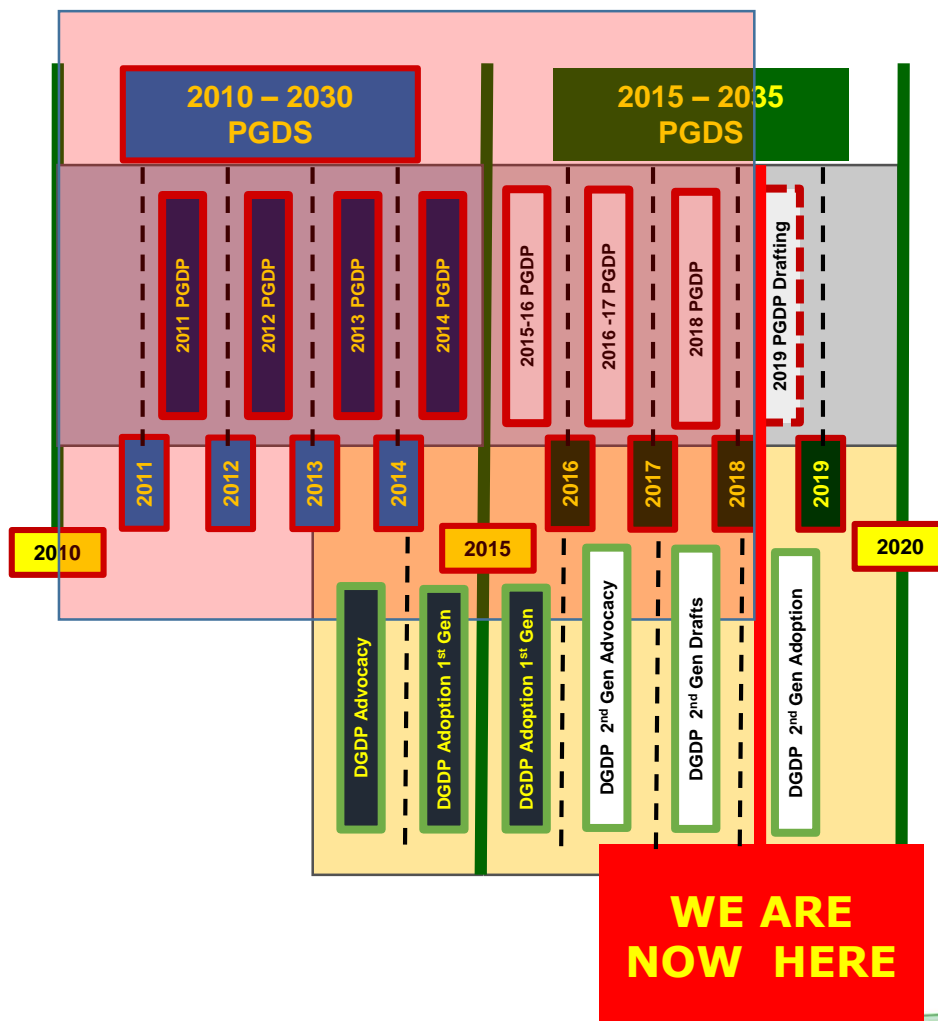 2010 – 2030
PGDS
2015 – 2035
PGDS
2011 PGDP
2012 PGDP
2013 PGDP
2014 PGDP
2015-16 PGDP
2016 -17 PGDP
2018 PGDP
2019 PGDP Drafting
2011
2012
2013
2014
2016
2017
2018
2019
2010
2015
2020
DGDP Advocacy
DGDP Adoption 1st Gen
DGDP Adoption 1st Gen
DGDP 2nd Gen Advocacy
DGDP 2nd Gen Drafts
DGDP 2nd Gen Adoption
WE ARE
NOW HERE